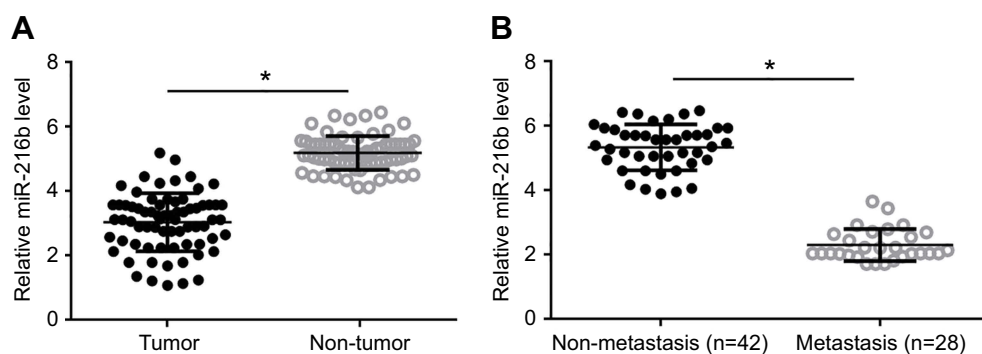 A
Relative miR-216b level
8
6
4
2
0
*
Tumor
Non-tumor
B
Relative miR-216b level
8
6
4
2
0
*
Non-metastasis (n=42)
Metastasis (n=28)